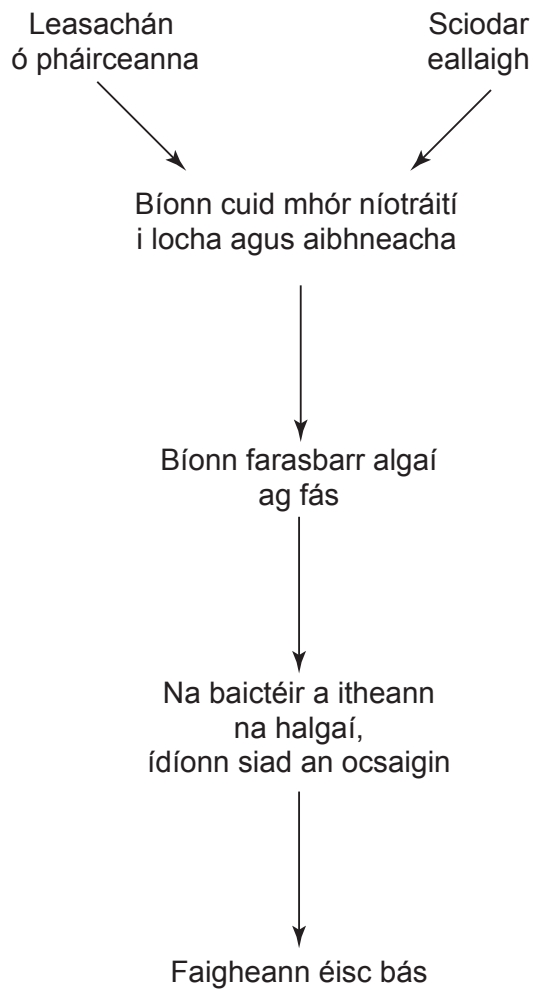 Leasachán
ó pháirceanna
Sciodar
eallaigh
Bíonn cuid mhór níotráití
i locha agus aibhneacha
Bíonn farasbarr algaí
ag fás
Na baictéir a itheann
na halgaí,
ídíonn siad an ocsaigin
Faigheann éisc bás